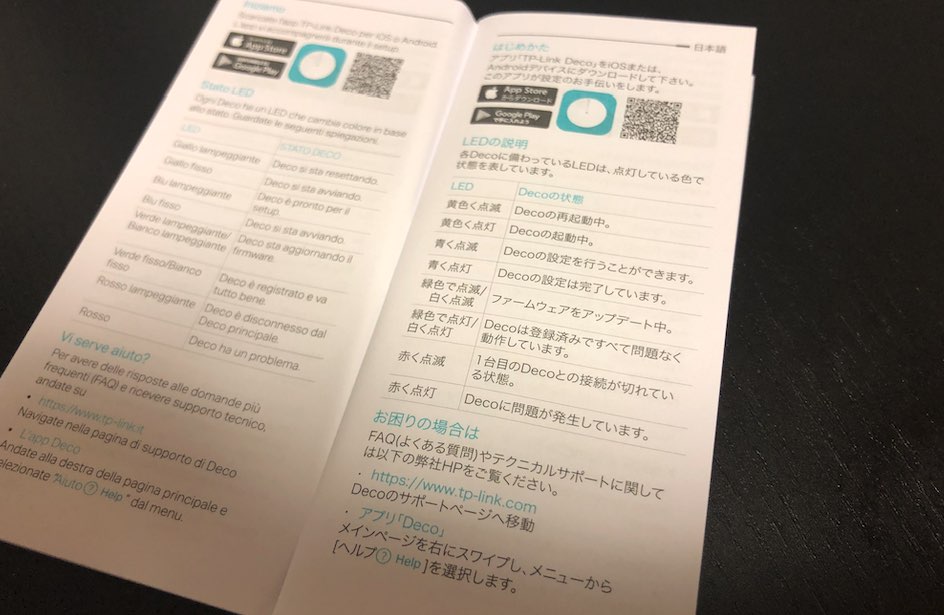 Iniziamo
Scaricate l'app TP-Link Deco per iOS o Android
e essa vi accompagnerà durante il setup.
App Store
Google Play
Stato LED
Ogni Deco ha un LED che cambia colore in base
allo stato. Guardate le seguenti spiegazioni.
LED STATO DECO
Giallo lampeggiante Deco si sta resettando.
Giallo fisso Deco si sta avviando.
Blu lampeggiante Deco è pronto per il
setup.
Blu fisso Deco si sta avviando.
Verde lampeggiante/
Bianco lampeggiante Deco sta aggiornando il
firmware.
Verde fisso/Bianco
fisso Deco è registrato e va
tutto bene.
Rosso lampeggiante Deco è disconnesso dal
Deco principale.
Rosso Deco ha un problema.
Vi serve aiuto?
Per avere delle risposte alle domande più
frequenti (FAQ) e ricevere supporto tecnico,
andate su
• https://www.tp-link.it
Navigate nella pagina di supporto di Deco
• L'app Deco
Andate alla destra della pagina principale e
selezionate "Aiuto ? Help " dal menu.
日本語
はじめかた
アプリ「TP-Link Deco」をiOSまたは、
Androidデバイスにダウンロードして下さい。
このアプリが設定のお手伝いをします。
App Store
からダウンロード
Google Play
で手に入れよう
LEDの説明
各Decoに備わっているLEDは、点灯している色で
状態を表しています。
LED Decoの状態
黄色く点滅 Decoの再起動中。
黄色く点灯 Decoの起動中。
青く点滅 Decoの設定を行うことができます。
青く点灯 Decoの設定は完了しています。
緑色で点滅/
白く点滅 ファームウェアをアップデート中。
緑色で点灯/
白く点灯 Decoは登録済みですべて問題なく
動作しています。
赤く点滅 1台目のDecoとの接続が切れてい
る状態。
赤く点灯 Decoに問題が発生しています。
お困りの場合は
FAQ(よくある質問)やテクニカルサポートに関して
は以下の弊社HPをご覧ください。
・ https://www.tp-link.com
Decoのサポートページへ移動
・ アプリ「Deco」
メインページを右にスワイプし、メニューから
[ヘルプ ? Help ]を選択します。